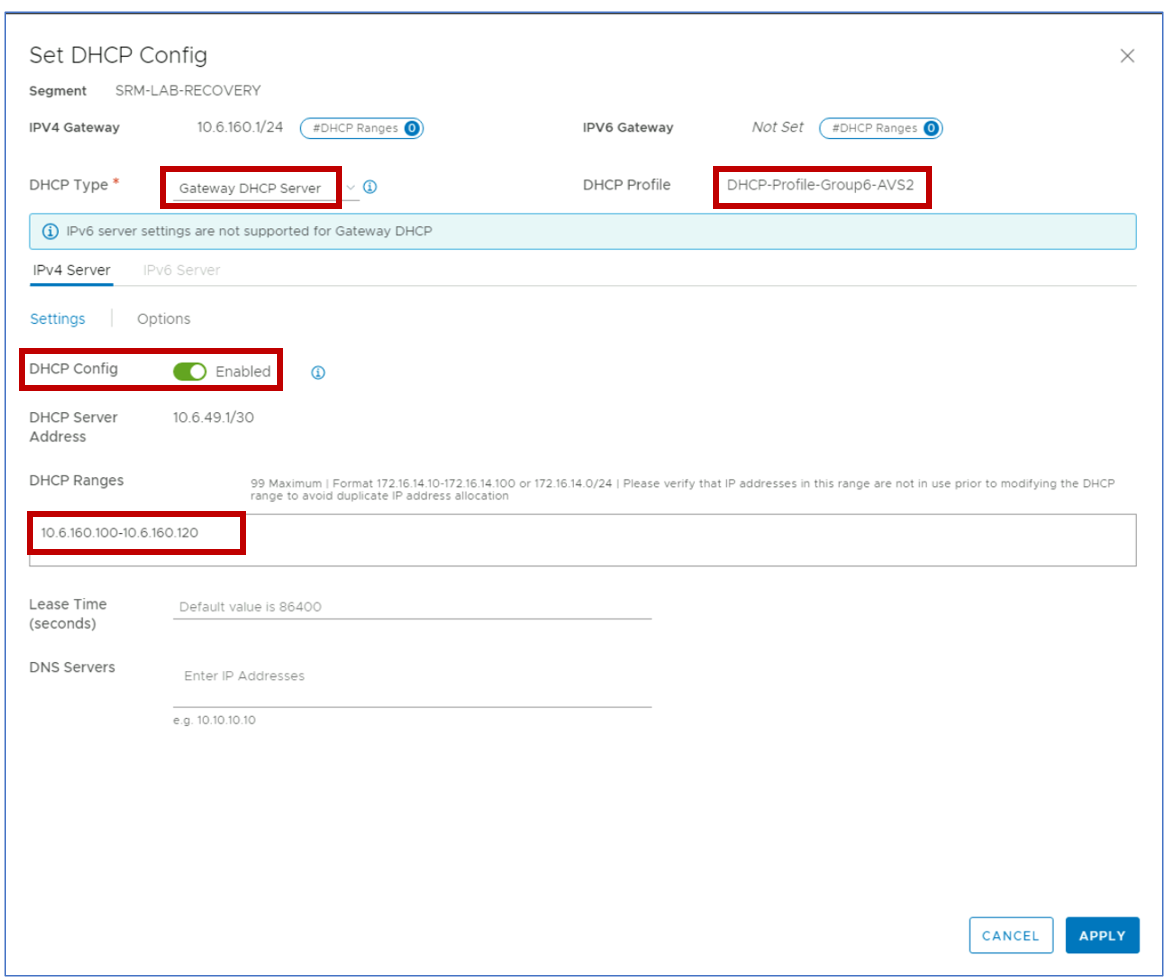 Set DHCP Config
Segment SRM-LAB-RECOVERY
IPV4 Gateway 10.6.160.1/24 #DHCP Ranges 0 IPV6 Gateway Not Set #DHCP Ranges 0
DHCP Type * Gateway DHCP Server DHCP Profile DHCP-Profile-Group6-AVS2
IPv6 server settings are not supported for Gateway DHCP
IPv4 Server IPv6 Server
Settings Options
DHCP Config Enabled
DHCP Server
Address
10.6.49.1/30
DHCP Ranges
99 Maximum | Format 172.16.14.10-172.16.14.100 or 172.16.14.0/24 | Please verify that IP addresses in this range are not in use prior to modifying the DHCP
range to avoid duplicate IP address allocation
10.6.160.100-10.6.160.120
Lease Time
(seconds)
Default value is 86400
DNS Servers
Enter IP Addresses
e.g. 10.10.10.10
CANCEL APPLY